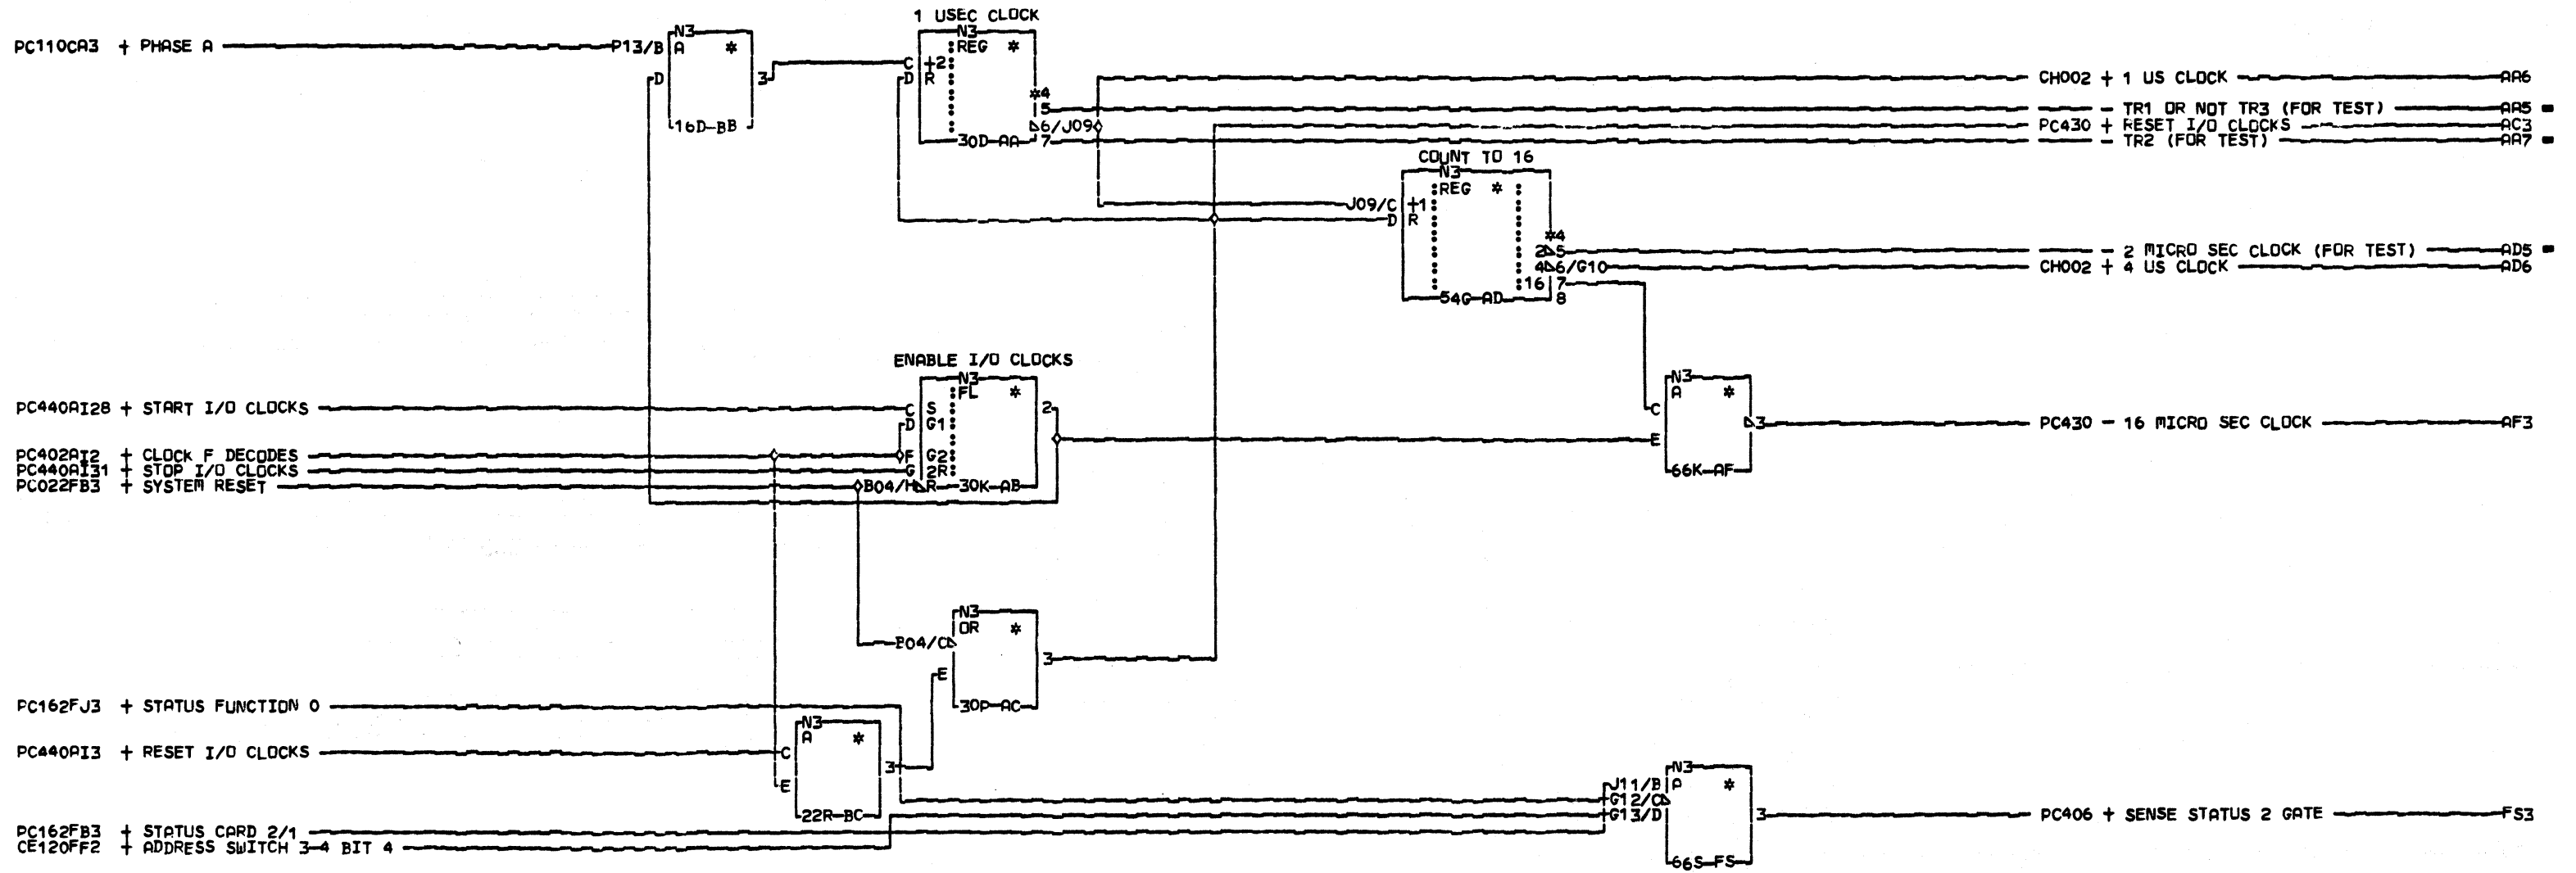 1 USEC CLOCK
PC110CA3 + PHASE A
P13/B
N3
A *
D
3
16D-BB
N3
REG *
C +2
D R
*4
5
6/J09
7
30D-AA
CH002 + 1 US CLOCK AA6
- TR1 OR NOT TR3 (FOR TEST) AA5
PC430 + RESET I/O CLOCKS AC3
- TR2 (FOR TEST) AA7
COUNT TO 16
N3
REG *
J09/C +1
D R
*4
2 5
4 6/G10
16 7
8
54G-AD
- 2 MICRO SEC CLOCK (FOR TEST) AD5
CH002 + 4 US CLOCK AD6
ENABLE I/O CLOCKS
N3
FL *
PC440AI28 + START I/O CLOCKS
C S
D G1
2
PC402AI2 + CLOCK F DECODES
F G2
PC440AI31 + STOP I/O CLOCKS
G 2R
PC022FB3 + SYSTEM RESET
B04/H R
30K-AB
N3
A *
C
E
3
66K-AF
PC430 - 16 MICRO SEC CLOCK AF3
N3
OR *
B04/C
E
3
30P-AC
PC162FJ3 + STATUS FUNCTION 0
N3
A *
PC440AI3 + RESET I/O CLOCKS
C
E
3
22R-BC
PC162FB3 + STATUS CARD 2/1
CE120FF2 + ADDRESS SWITCH 3-4 BIT 4
N3
J11/B A *
G12/C
G13/D
3
66S-FS
PC406 + SENSE STATUS 2 GATE FS3